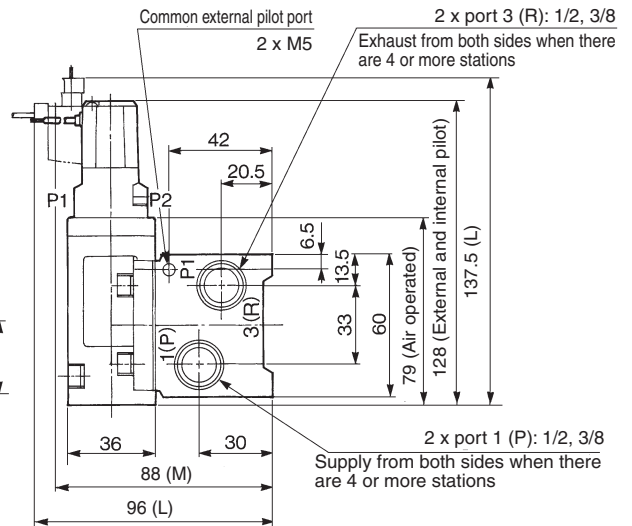 Common external pilot port
2 x M5
2 x port 3 (R): 1/2, 3/8
Exhaust from both sides when there
are 4 or more stations
42
20.5
P1
P2
6.5
13.5
P1
3 (R)
33
60
1(P)
79 (Air operated)
128 (External and internal pilot)
137.5 (L)
36
30
88 (M)
96 (L)
2 x port 1 (P): 1/2, 3/8
Supply from both sides when there
are 4 or more stations